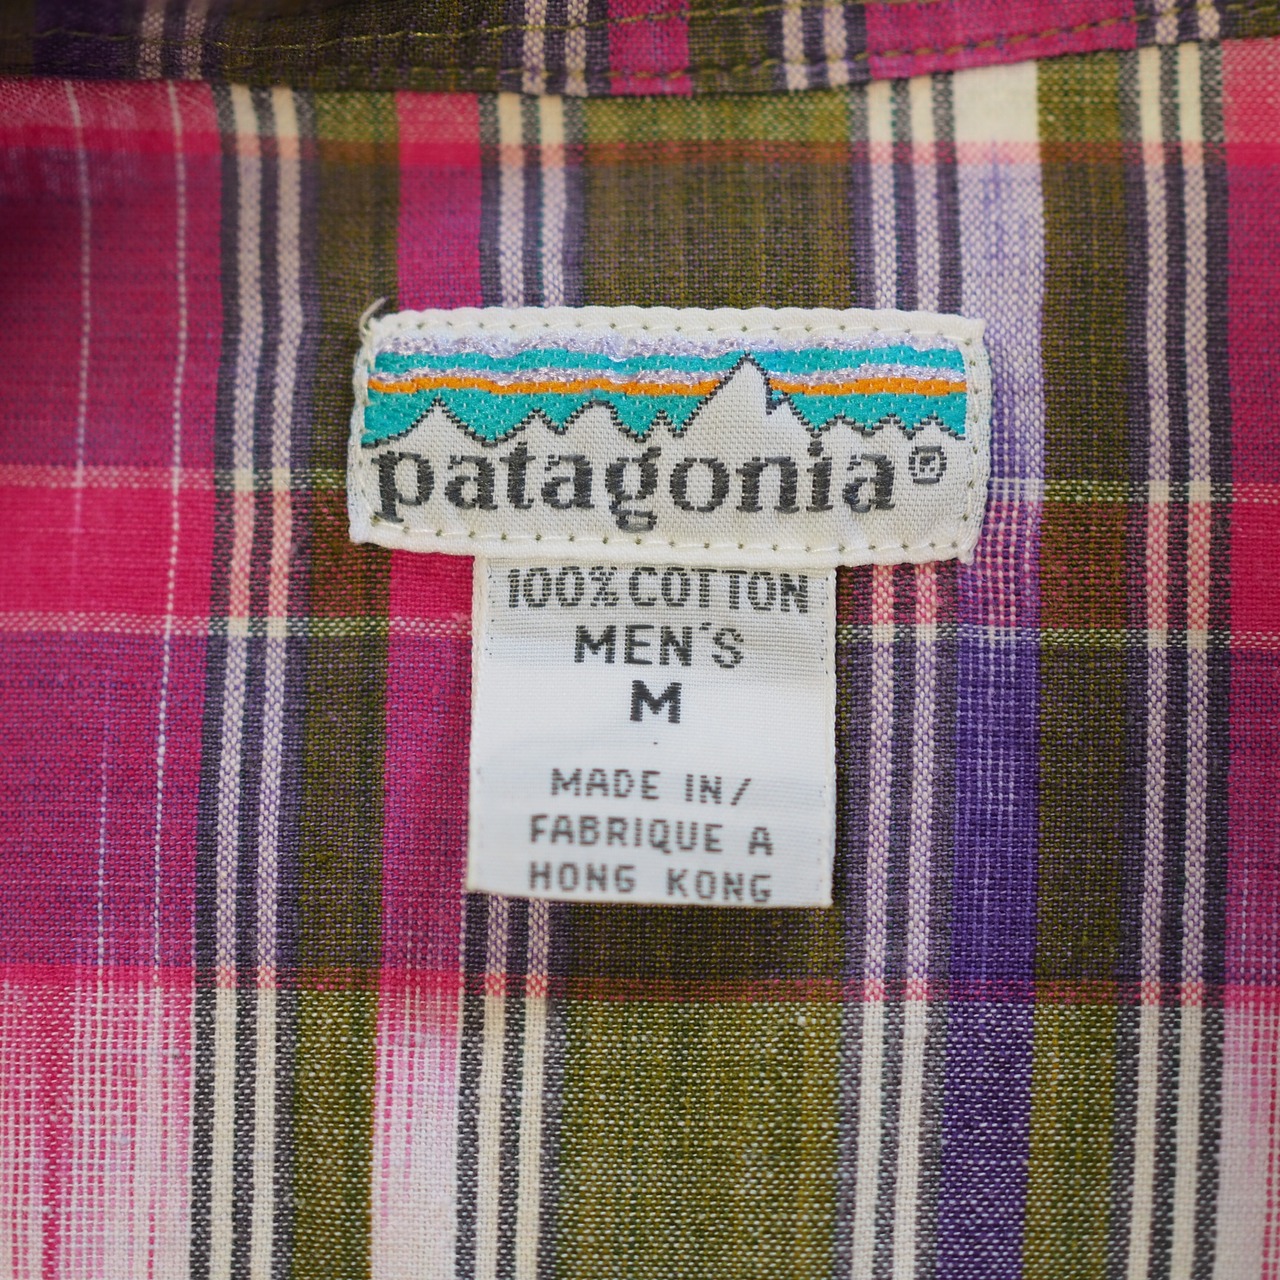 patagonia®
100% COTTON
MEN'S
M
MADE IN/
FABRIQUE A
HONG KONG